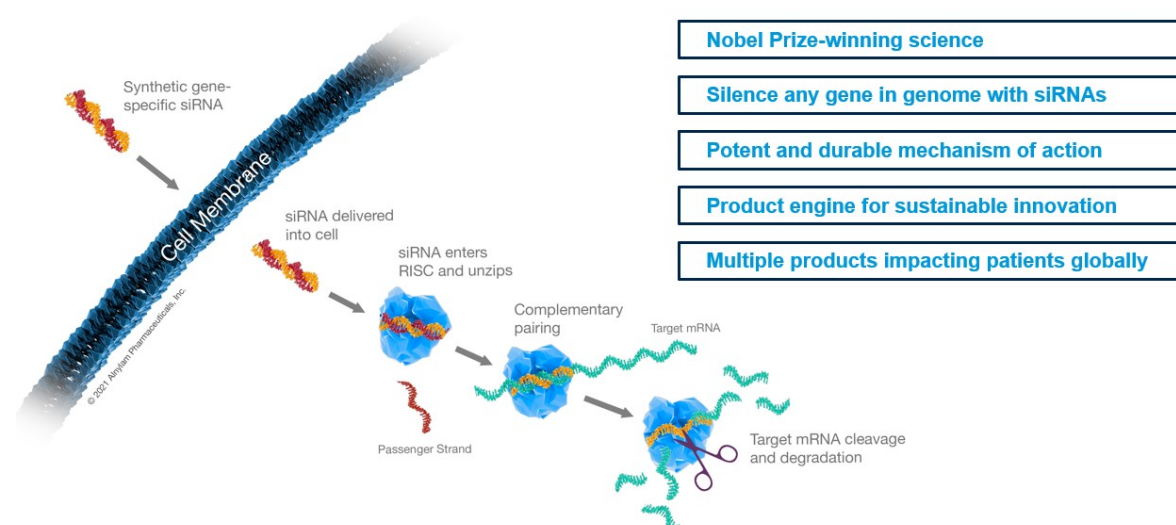 Nobel Prize-winning science
Silence any gene in genome with siRNAs
Potent and durable mechanism of action
Product engine for sustainable innovation
Multiple products impacting patients globally
Synthetic gene-
specific siRNA
Cell Membrane
© 2021 Alnylam Pharmaceuticals, Inc.
siRNA delivered
into cell
siRNA enters
RISC and unzips
Passenger Strand
Complementary
pairing
Target mRNA
Target mRNA cleavage
and degradation